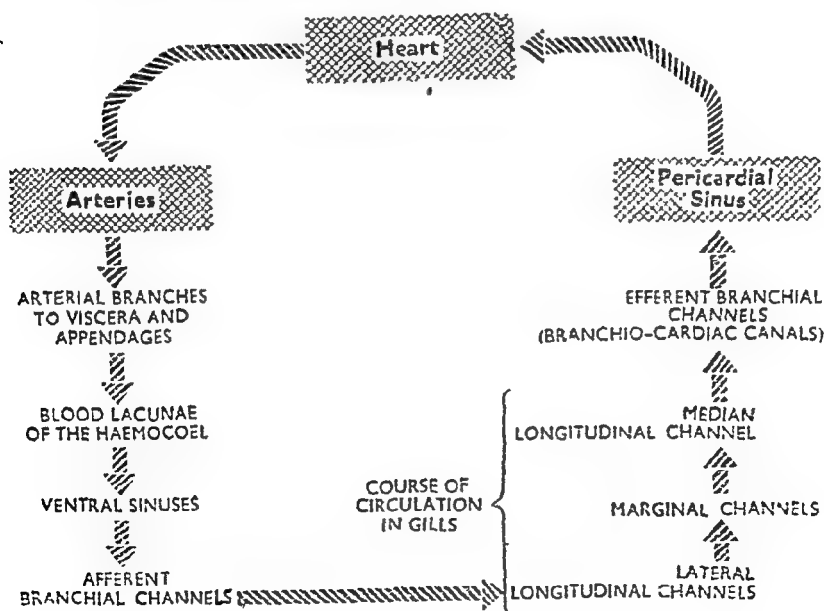 Heart
Arteries
Pericardial
Sinus
ARTERIAL BRANCHES
TO VISCERA AND
APPENDAGES
EFFERENT BRANCHIAL
CHANNELS
(BRANCHIO-CARDIAC CANALS)
BLOOD LACUNAE
OF THE HAEMOCOEL
MEDIAN
LONGITUDINAL CHANNEL
VENTRAL SINUSES
COURSE OF
CIRCULATION
IN GILLS
MARGINAL CHANNELS
AFFERENT
BRANCHIAL CHANNELS
LATERAL
LONGITUDINAL CHANNELS